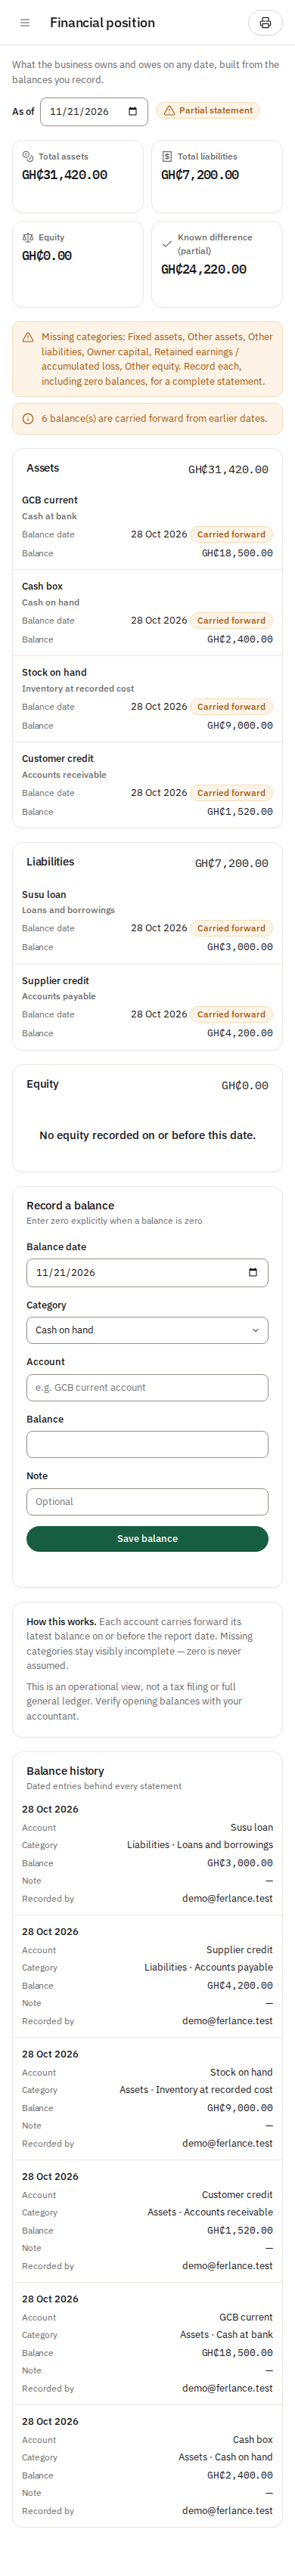 Financial position
What the business owns and owes on any date, built from the
balances you record.
As of 11/21/2026 Partial statement
Total assets
GH₵31,420.00
Total liabilities
GH₵7,200.00
Equity
GH₵0.00
Known difference
(partial)
GH₵24,220.00
Missing categories: Fixed assets, Other assets, Other
liabilities, Owner capital, Retained earnings /
accumulated loss, Other equity. Record each,
including zero balances, for a complete statement.
6 balance(s) are carried forward from earlier dates.
Assets GH₵31,420.00
GCB current
Cash at bank
Balance date 28 Oct 2026 Carried forward
Balance GH₵18,500.00
Cash box
Cash on hand
Balance date 28 Oct 2026 Carried forward
Balance GH₵2,400.00
Stock on hand
Inventory at recorded cost
Balance date 28 Oct 2026 Carried forward
Balance GH₵9,000.00
Customer credit
Accounts receivable
Balance date 28 Oct 2026 Carried forward
Balance GH₵1,520.00
Liabilities GH₵7,200.00
Susu loan
Loans and borrowings
Balance date 28 Oct 2026 Carried forward
Balance GH₵3,000.00
Supplier credit
Accounts payable
Balance date 28 Oct 2026 Carried forward
Balance GH₵4,200.00
Equity GH₵0.00
No equity recorded on or before this date.
Record a balance
Enter zero explicitly when a balance is zero
Balance date
11/21/2026
Category
Cash on hand
Account
e.g. GCB current account
Balance
Note
Optional
Save balance
How this works. Each account carries forward its
latest balance on or before the report date. Missing
categories stay visibly incomplete — zero is never
assumed.
This is an operational view, not a tax filing or full
general ledger. Verify opening balances with your
accountant.
Balance history
Dated entries behind every statement
28 Oct 2026
Account Susu loan
Category Liabilities · Loans and borrowings
Balance GH₵3,000.00
Note —
Recorded by demo@ferlance.test
28 Oct 2026
Account Supplier credit
Category Liabilities · Accounts payable
Balance GH₵4,200.00
Note —
Recorded by demo@ferlance.test
28 Oct 2026
Account Stock on hand
Category Assets · Inventory at recorded cost
Balance GH₵9,000.00
Note —
Recorded by demo@ferlance.test
28 Oct 2026
Account Customer credit
Category Assets · Accounts receivable
Balance GH₵1,520.00
Note —
Recorded by demo@ferlance.test
28 Oct 2026
Account GCB current
Category Assets · Cash at bank
Balance GH₵18,500.00
Note —
Recorded by demo@ferlance.test
28 Oct 2026
Account Cash box
Category Assets · Cash on hand
Balance GH₵2,400.00
Note —
Recorded by demo@ferlance.test